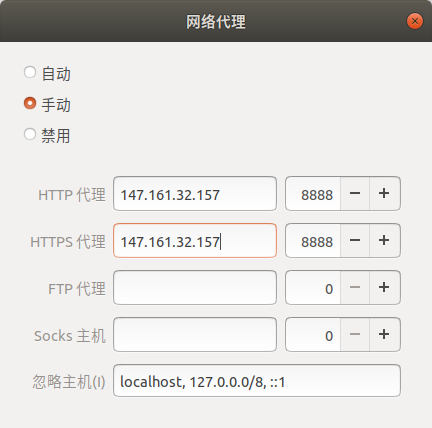 网络代理
自动
手动
禁用
HTTP 代理 147.161.32.157 8888 − +
HTTPS 代理 147.161.32.157 8888 − +
FTP 代理 0 − +
Socks 主机 0 − +
忽略主机(I) localhost, 127.0.0.0/8, ::1